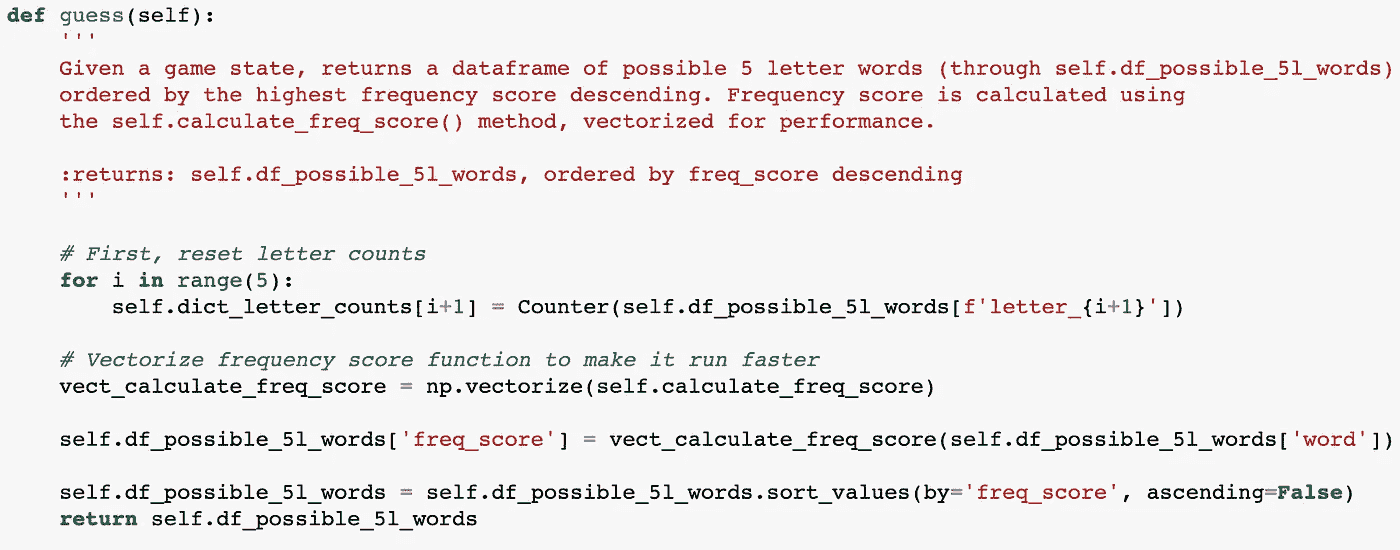 def guess(self):
    '''
    Given a game state, returns a dataframe of possible 5 letter words (through self.df_possible_5l_words)
    ordered by the highest frequency score descending. Frequency score is calculated using
    the self.calculate_freq_score() method, vectorized for performance.

    :returns: self.df_possible_5l_words, ordered by freq_score descending
    '''

    # First, reset letter counts
    for i in range(5):
        self.dict_letter_counts[i+1] = Counter(self.df_possible_5l_words[f'letter_{i+1}'])

    # Vectorize frequency score function to make it run faster
    vect_calculate_freq_score = np.vectorize(self.calculate_freq_score)

    self.df_possible_5l_words['freq_score'] = vect_calculate_freq_score(self.df_possible_5l_words['word'])

    self.df_possible_5l_words = self.df_possible_5l_words.sort_values(by='freq_score', ascending=False)
    return self.df_possible_5l_words